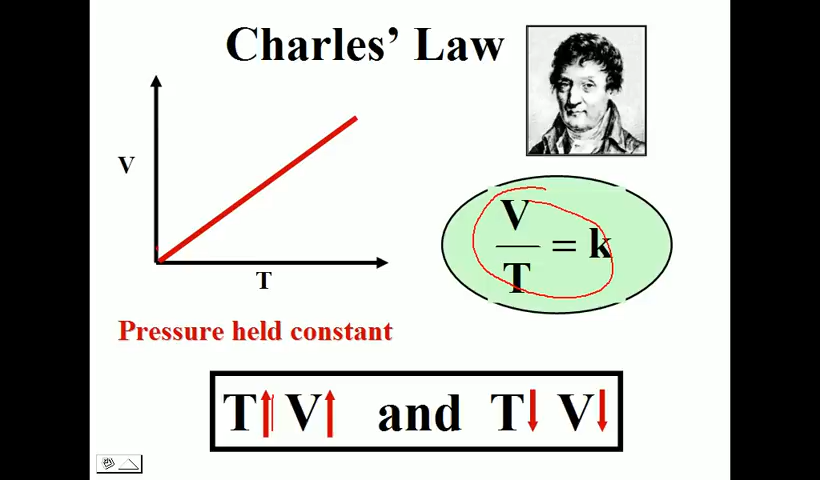 Charles’ Law
V
T
V
T
= k
Pressure held constant
T V and T V